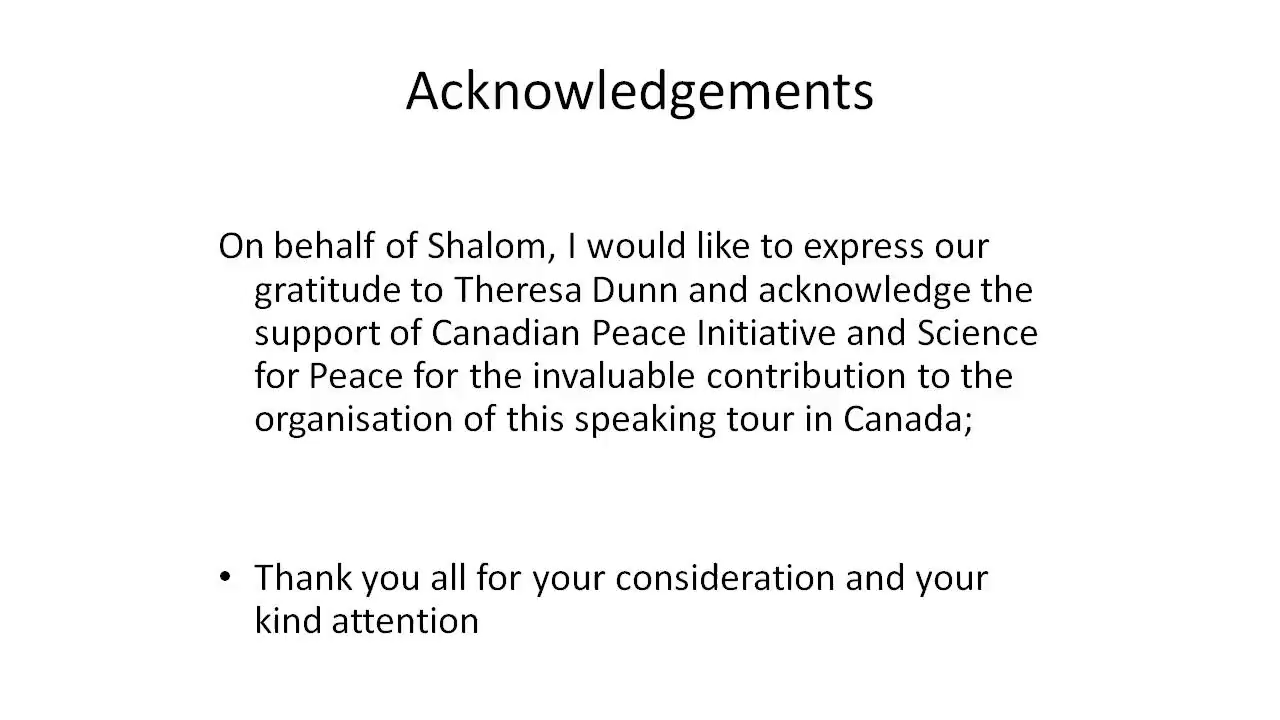 Acknowledgements
On behalf of Shalom, I would like to express our
gratitude to Theresa Dunn and acknowledge the
support of Canadian Peace Initiative and Science
for Peace for the invaluable contribution to the
organisation of this speaking tour in Canada;
• Thank you all for your consideration and your
kind attention